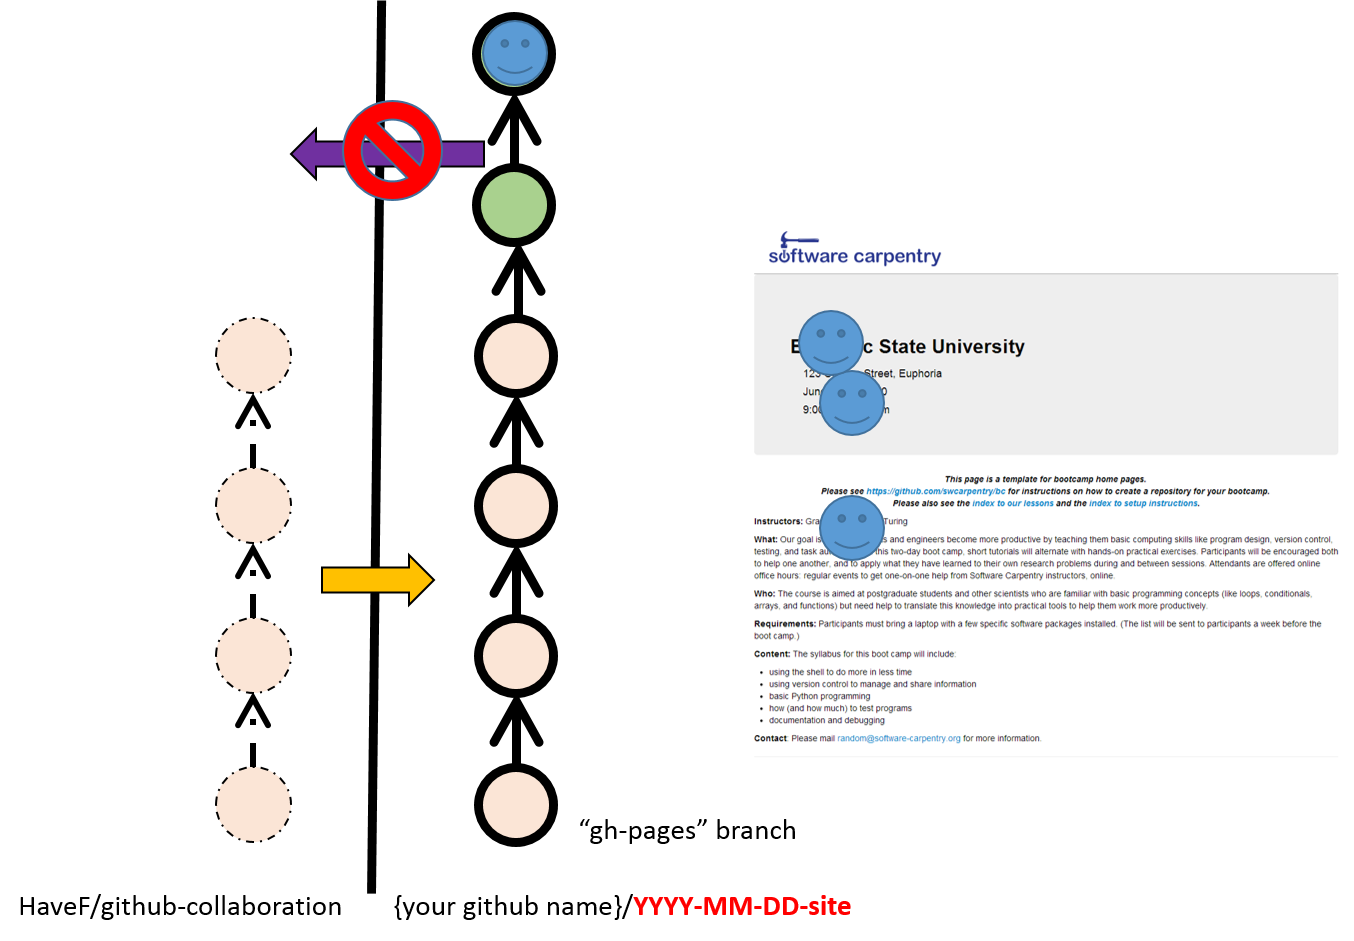 software carpentry
c State University
Street, Euphoria
9:00
This page is a template for bootcamp home pages.
Please see https://github.com/swcarpentry/bc for instructions on how to create a repository for your bootcamp.
Please also see the index to our lessons and the index to setup instructions.
Instructors: Turing
What: Our goal is and engineers become more productive by teaching them basic computing skills like program design, version control,
testing, and task this two-day boot camp, short tutorials will alternate with hands-on practical exercises. Participants will be encouraged both
to help one another, and to apply what they have learned to their own research problems during and between sessions. Attendants are offered online
office hours: regular events to get one-on-one help from Software Carpentry instructors, online.
Who: The course is aimed at postgraduate students and other scientists who are familiar with basic programming concepts (like loops, conditionals,
arrays, and functions) but need help to translate this knowledge into practical tools to help them work more productively.
Requirements: Participants must bring a laptop with a few specific software packages installed. (The list will be sent to participants a week before the
boot camp.)
Content: The syllabus for this boot camp will include:
• using the shell to do more in less time
• using version control to manage and share information
• basic Python programming
• how (and how much) to test programs
• documentation and debugging
Contact: Please mail random@software-carpentry.org for more information.
“gh-pages” branch
HaveF/github-collaboration
{your github name}/YYYY-MM-DD-site